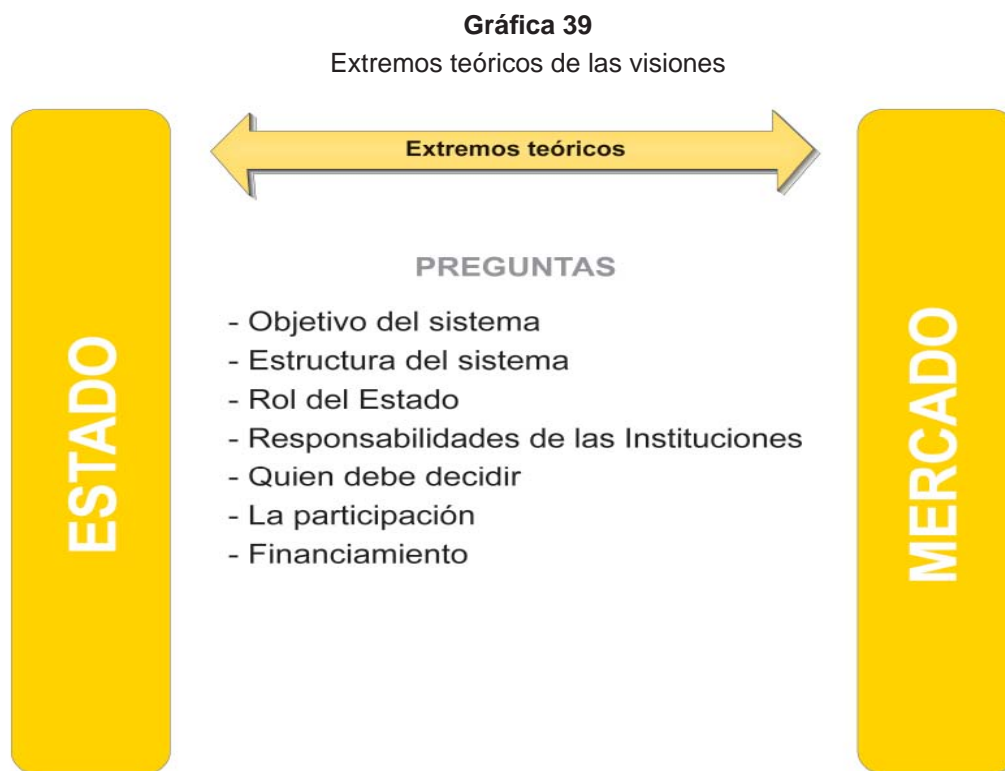 Gráfica 39
Extremos teóricos de las visiones
Extremos teóricos
ESTADO
PREGUNTAS
- Objetivo del sistema
- Estructura del sistema
- Rol del Estado
- Responsabilidades de las Instituciones
- Quien debe decidir
- La participación
- Financiamiento
MERCADO